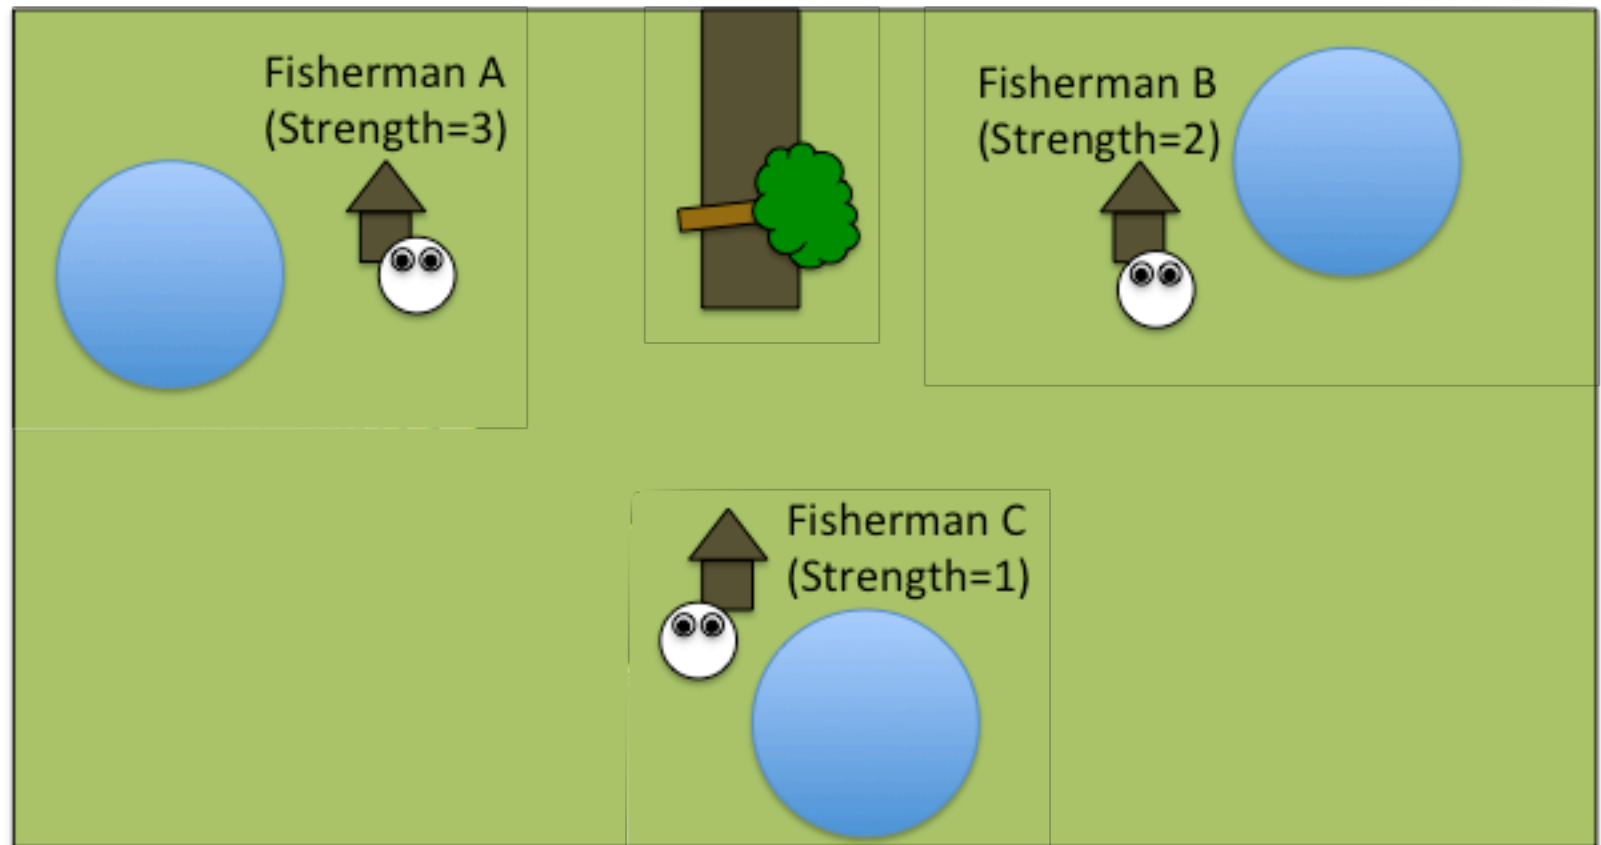 Fisherman A
(Strength=3)
Fisherman B
(Strength=2)
Fisherman C
(Strength=1)